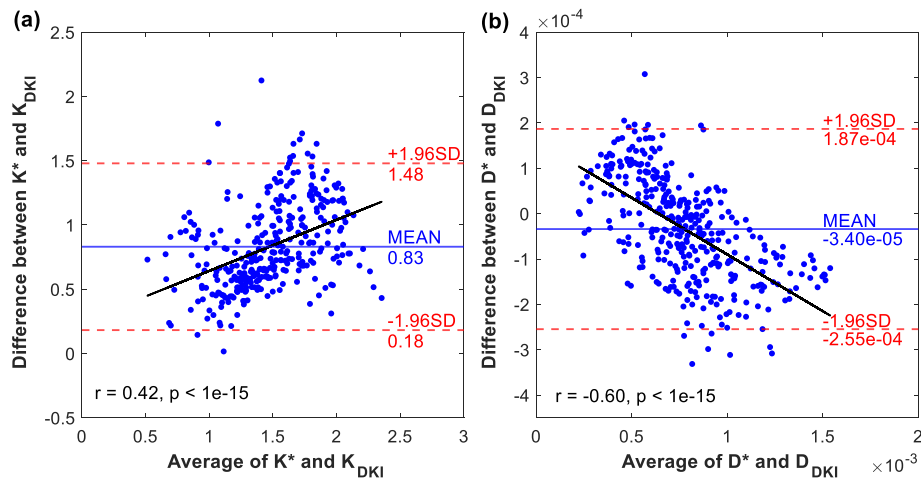 (a)
2.5
2
1.5
1
0.5
0
-0.5
0
0.5
1
1.5
2
2.5
3
Difference between K* and K_DKI
Average of K* and K_DKI
+1.96SD
1.48
MEAN
0.83
-1.96SD
0.18
r = 0.42, p < 1e-15
(b)
×10⁻⁴
4
3
2
1
0
-1
-2
-3
-4
0
0.5
1
1.5
2
×10⁻³
Difference between D* and D_DKI
Average of D* and D_DKI
+1.96SD
1.87e-04
MEAN
-3.40e-05
-1.96SD
-2.55e-04
r = -0.60, p < 1e-15